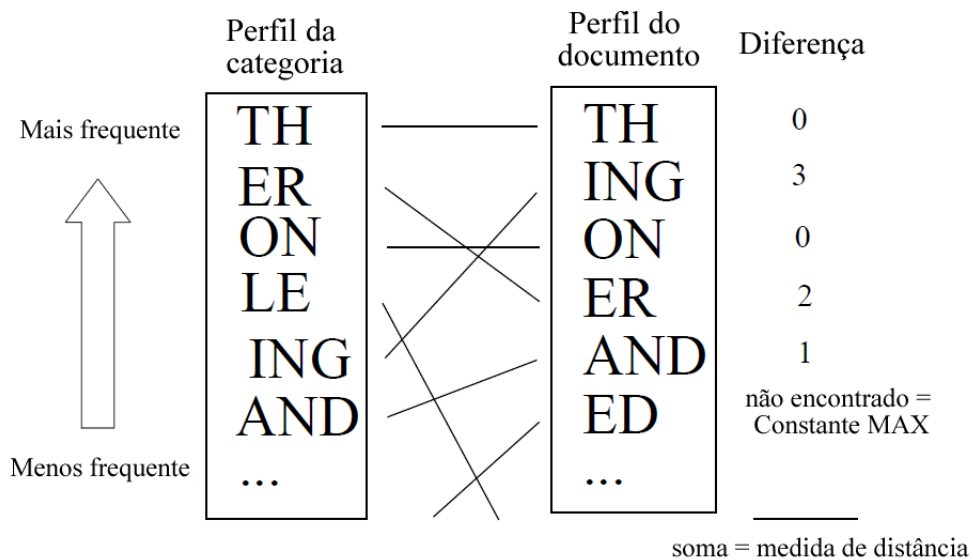 Perfil da
categoria
Perfil do
documento
Diferença
Mais frequente
Menos frequente
TH
ER
ON
LE
ING
AND
...
TH
ING
ON
ER
AND
ED
...
0
3
0
2
1
não encontrado =
Constante MAX
soma = medida de distância